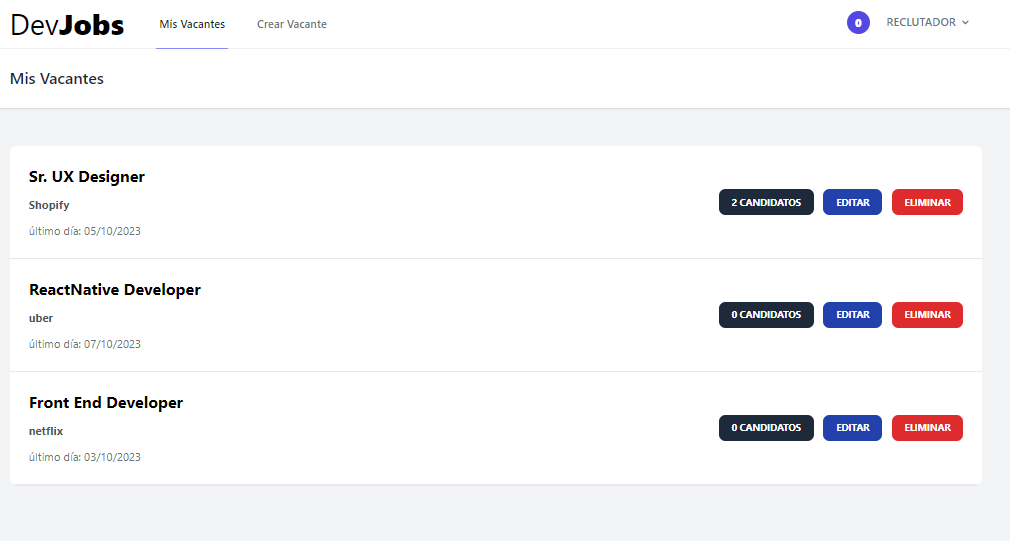 DevJobs Mis Vacantes Crear Vacante 0 RECLUTADOR
Mis Vacantes
Sr. UX Designer
Shopify
último día: 05/10/2023
2 CANDIDATOS EDITAR ELIMINAR
ReactNative Developer
uber
último día: 07/10/2023
0 CANDIDATOS EDITAR ELIMINAR
Front End Developer
netflix
último día: 03/10/2023
0 CANDIDATOS EDITAR ELIMINAR